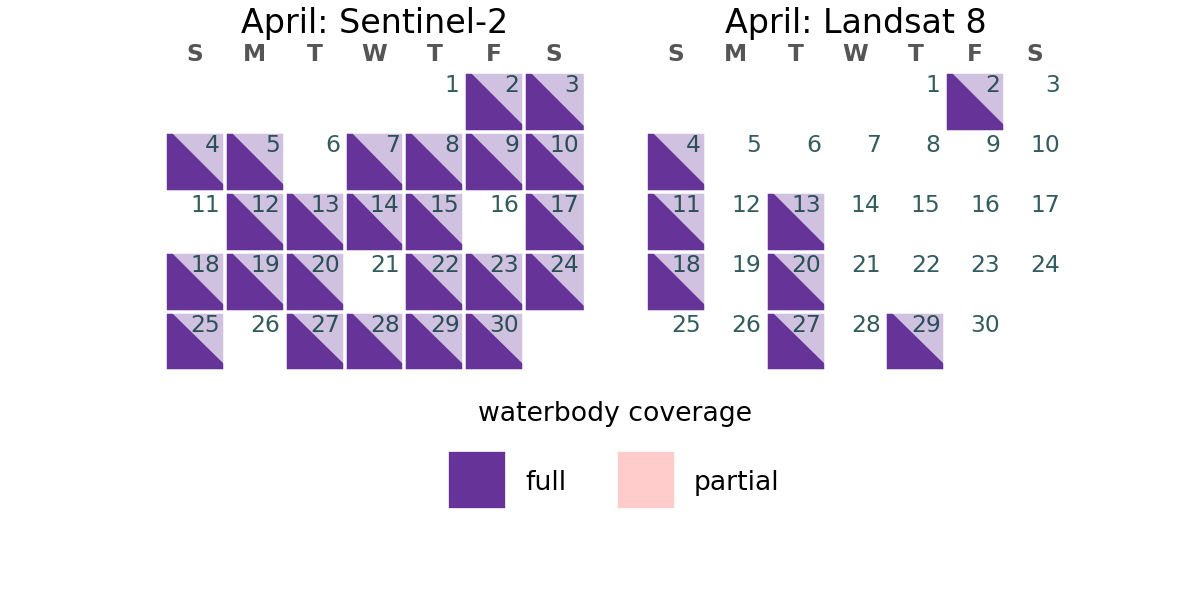 April: Sentinel-2
S M T W T F S
1 2 3
4 5 6 7 8 9 10
11 12 13 14 15 16 17
18 19 20 21 22 23 24
25 26 27 28 29 30
April: Landsat 8
S M T W T F S
1 2 3
4 5 6 7 8 9 10
11 12 13 14 15 16 17
18 19 20 21 22 23 24
25 26 27 28 29 30
waterbody coverage
full partial